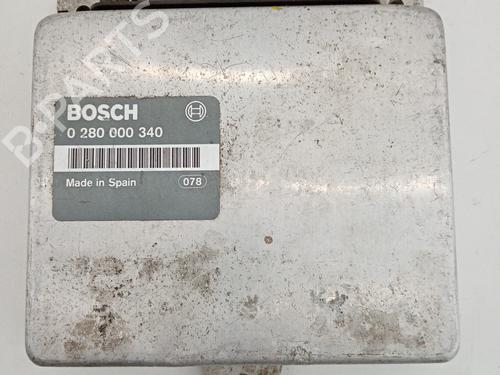 BOSCH
0 280 000 340
Made in Spain
078
B-PARTS